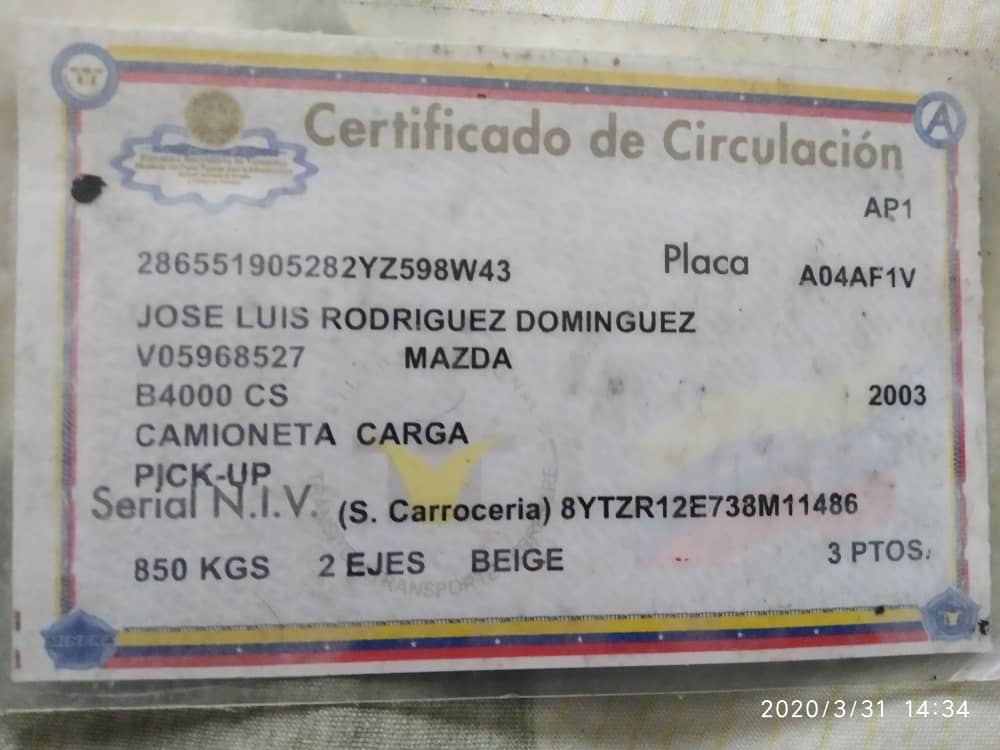 Certificado de Circulación
AP1
286551905282YZ598W43 Placa A04AF1V
JOSE LUIS RODRIGUEZ DOMINGUEZ
V05968527 MAZDA
B4000 CS 2003
CAMIONETA CARGA
PICK-UP
Serial N.I.V. (S. Carroceria) 8YTZR12E738M11486
850 KGS 2 EJES BEIGE 3 PTOS.
2020/3/31 14:34